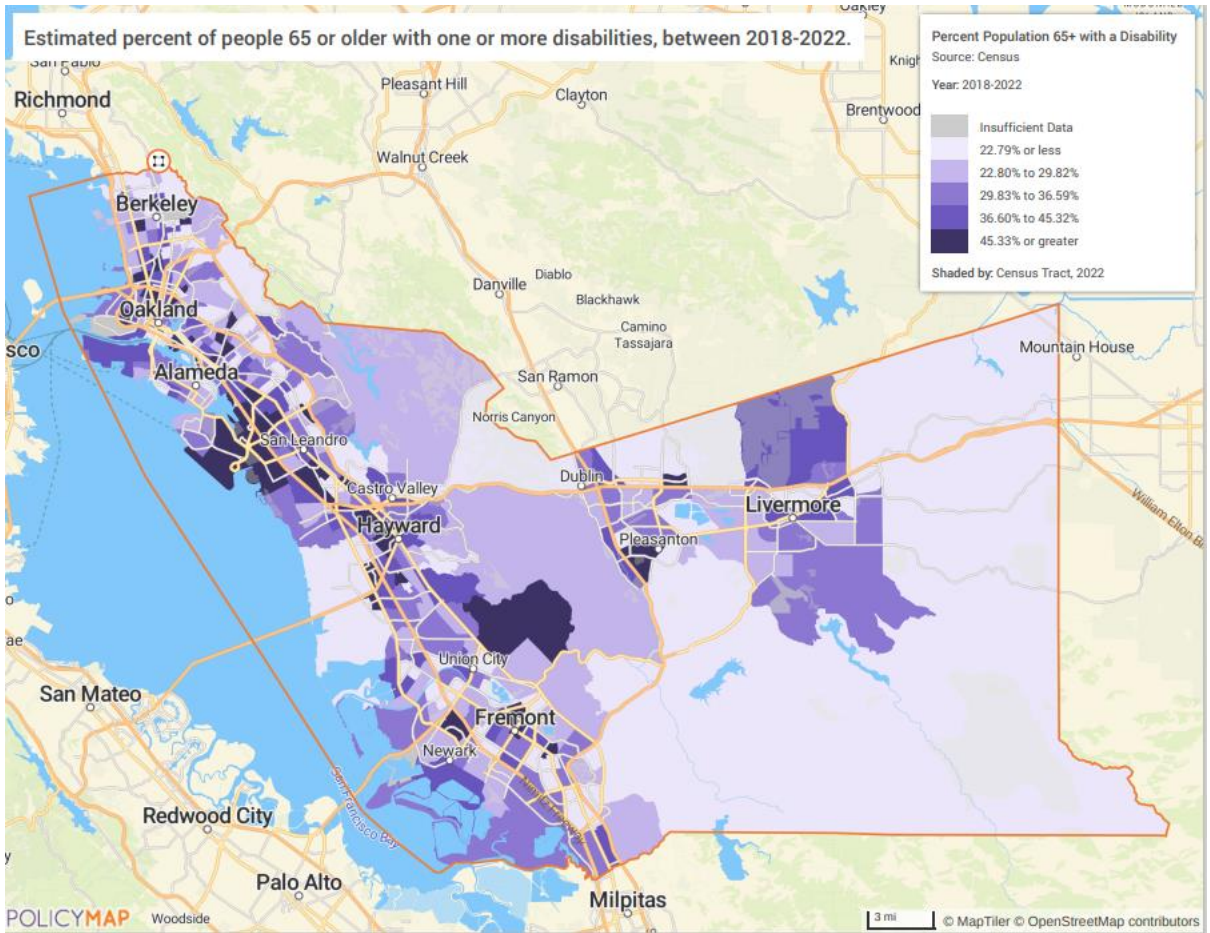 Estimated percent of people 65 or older with one or more disabilities, between 2018-2022.
Percent Population 65+ with a Disability
Source: Census
Year: 2018-2022
Insufficient Data
22.79% or less
22.80% to 29.82%
29.83% to 36.59%
36.60% to 45.32%
45.33% or greater
Shaded by: Census Tract, 2022
Oakley
San Pablo
Richmond
Pleasant Hill
Clayton
Brentwood
Walnut Creek
Berkeley
Danville
Diablo
Blackhawk
Oakland
Camino
Tassajara
sco
Mountain House
Alameda
San Ramon
Norris Canyon
San Leandro
Dublin
Castro Valley
Livermore
Hayward
Pleasanton
Union City
San Mateo
Fremont
Newark
San Francisco Bay
Redwood City
Palo Alto
Milpitas
Woodside
POLICYMAP
3 mi
© MapTiler © OpenStreetMap contributors